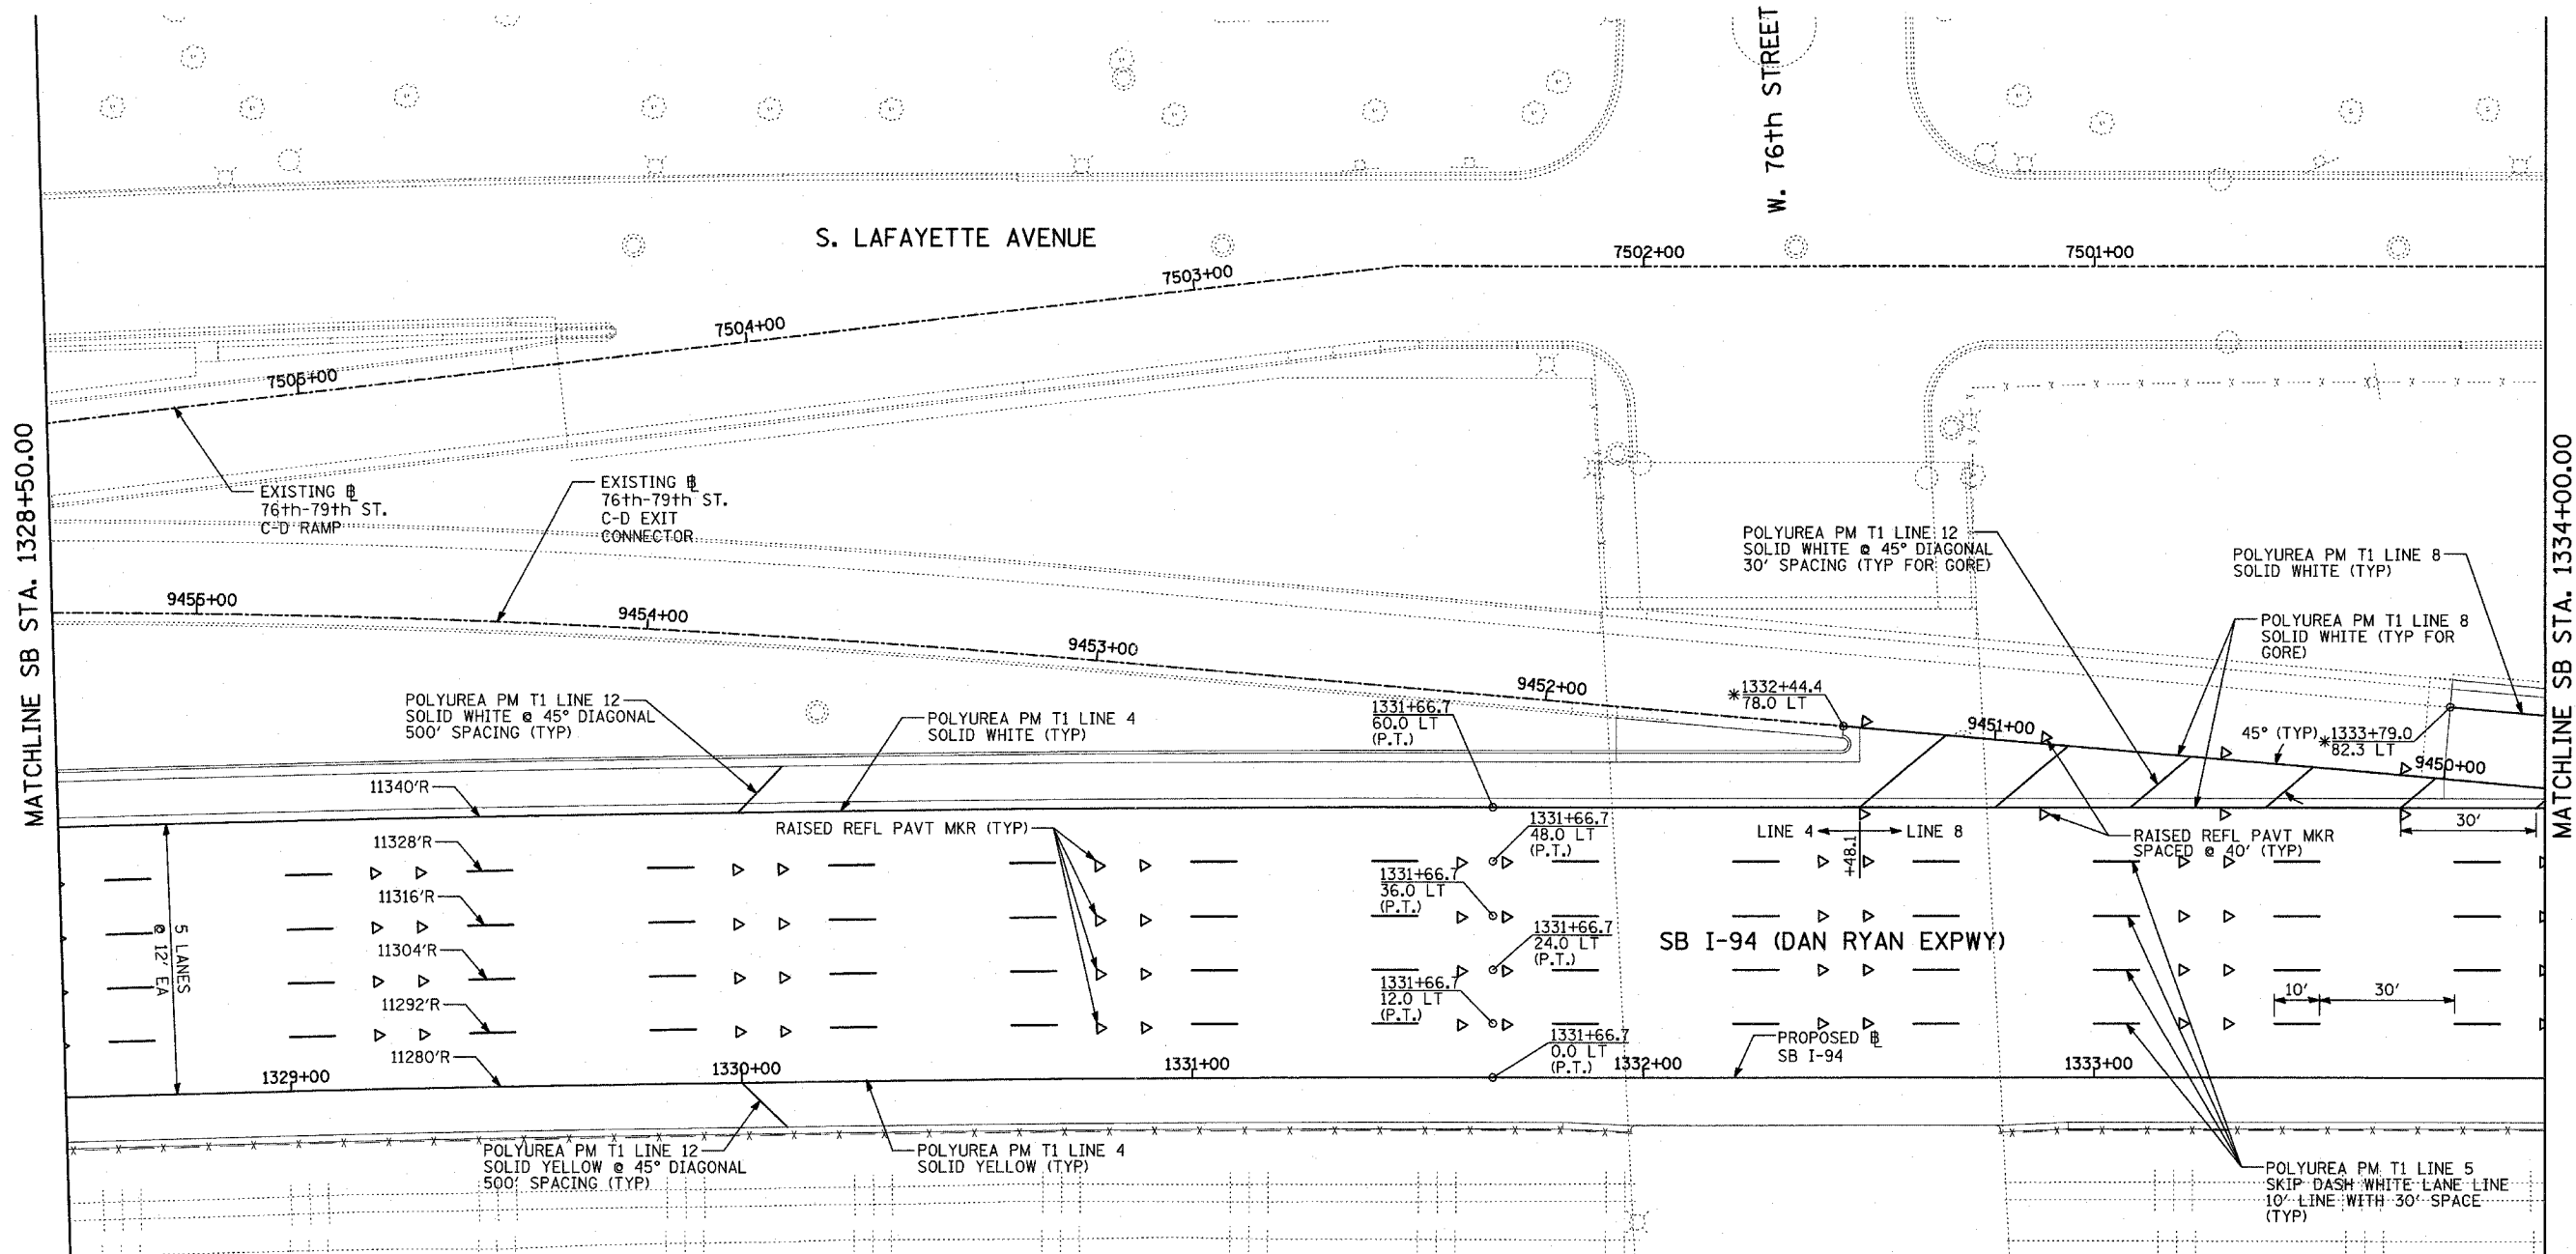 W. 76th STREET
S. LAFAYETTE AVENUE
7501+00
7502+00
7503+00
7504+00
7505+00
MATCHLINE SB STA. 1328+50.00
MATCHLINE SB STA. 1334+00.00
EXISTING ⅊
76th-79th ST.
C-D RAMP
EXISTING ⅊
76th-79th ST.
C-D EXIT
CONNECTOR
POLYUREA PM T1 LINE 12
SOLID WHITE @ 45° DIAGONAL
30' SPACING (TYP FOR GORE)
POLYUREA PM T1 LINE 8
SOLID WHITE (TYP)
POLYUREA PM T1 LINE 8
SOLID WHITE (TYP FOR
GORE)
9455+00
9454+00
9453+00
9452+00
9451+00
9450+00
*1332+44.4
78.0 LT
45° (TYP)
*1333+79.0
82.3 LT
POLYUREA PM T1 LINE 12
SOLID WHITE @ 45° DIAGONAL
500' SPACING (TYP)
POLYUREA PM T1 LINE 4
SOLID WHITE (TYP)
1331+66.7
60.0 LT
(P.T.)
11340'R
RAISED REFL PAVT MKR (TYP)
1331+66.7
48.0 LT
(P.T.)
LINE 4
LINE 8
+48.1
RAISED REFL PAVT MKR
SPACED @ 40' (TYP)
30'
11328'R
11316'R
11304'R
11292'R
11280'R
5 LANES
@ 12' EA
1331+66.7
36.0 LT
(P.T.)
1331+66.7
24.0 LT
(P.T.)
SB I-94 (DAN RYAN EXPWY)
1331+66.7
12.0 LT
(P.T.)
10'
30'
1331+66.7
0.0 LT
(P.T.)
PROPOSED ⅊
SB I-94
1329+00
1330+00
1331+00
1332+00
1333+00
POLYUREA PM T1 LINE 12
SOLID YELLOW @ 45° DIAGONAL
500' SPACING (TYP)
POLYUREA PM T1 LINE 4
SOLID YELLOW (TYP)
POLYUREA PM T1 LINE 5
SKIP DASH WHITE LANE LINE
10' LINE WITH 30' SPACE
(TYP)